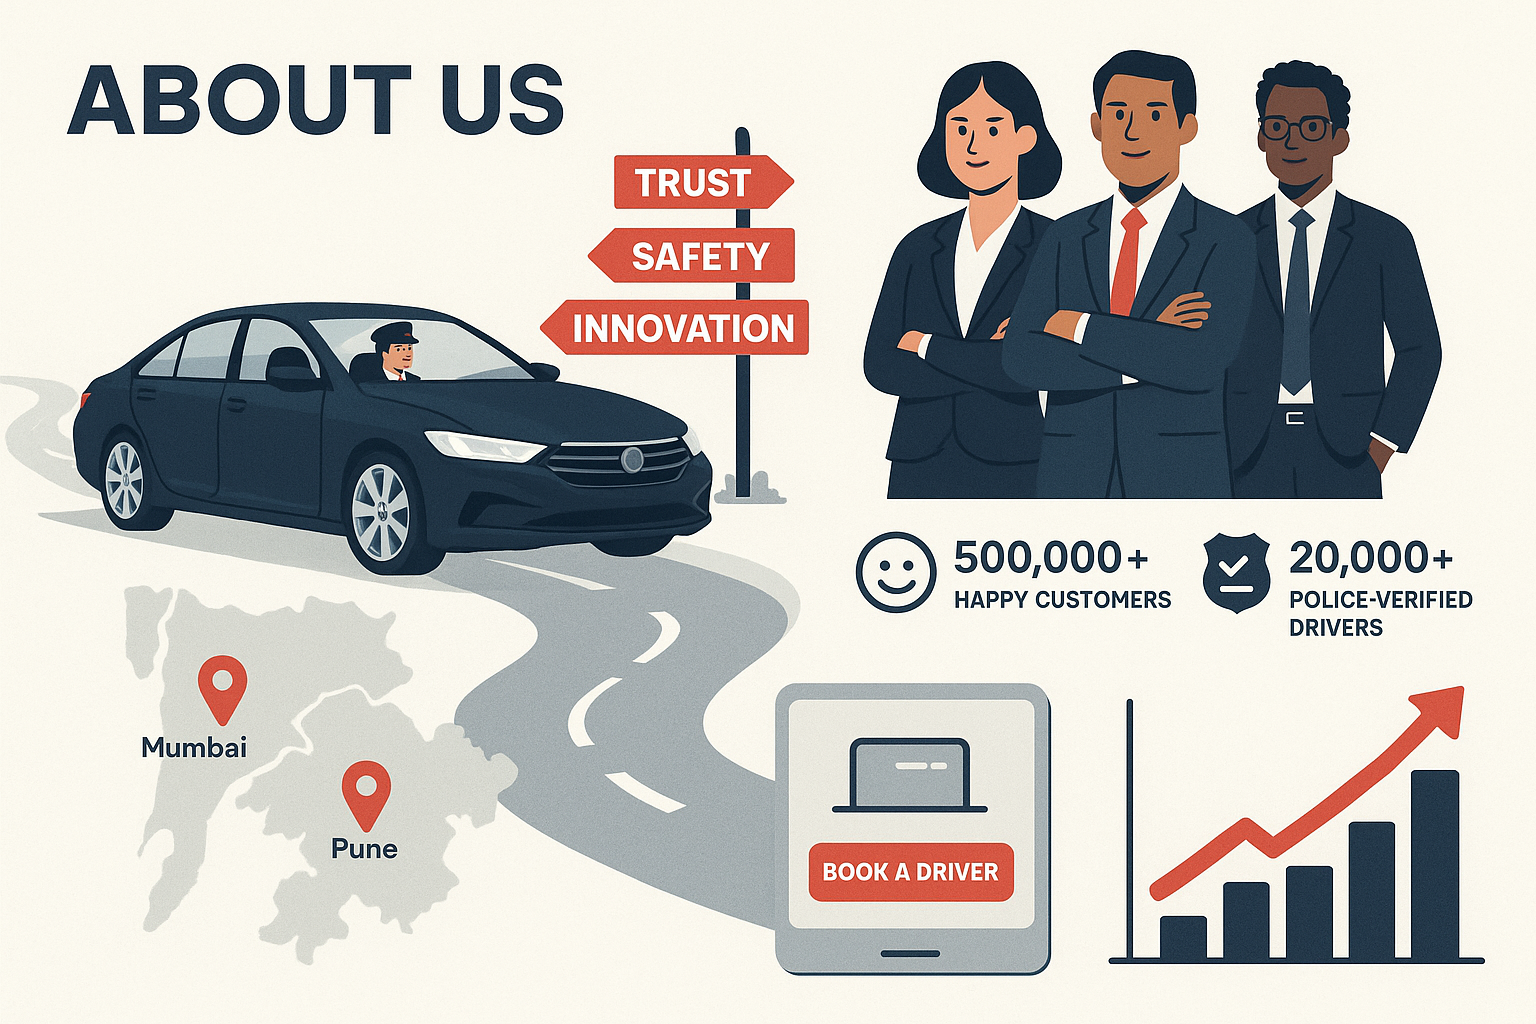 ABOUT US
TRUST
SAFETY
INNOVATION
500,000+
HAPPY CUSTOMERS
20,000+
POLICE-VERIFIED
DRIVERS
Mumbai
Pune
BOOK A DRIVER